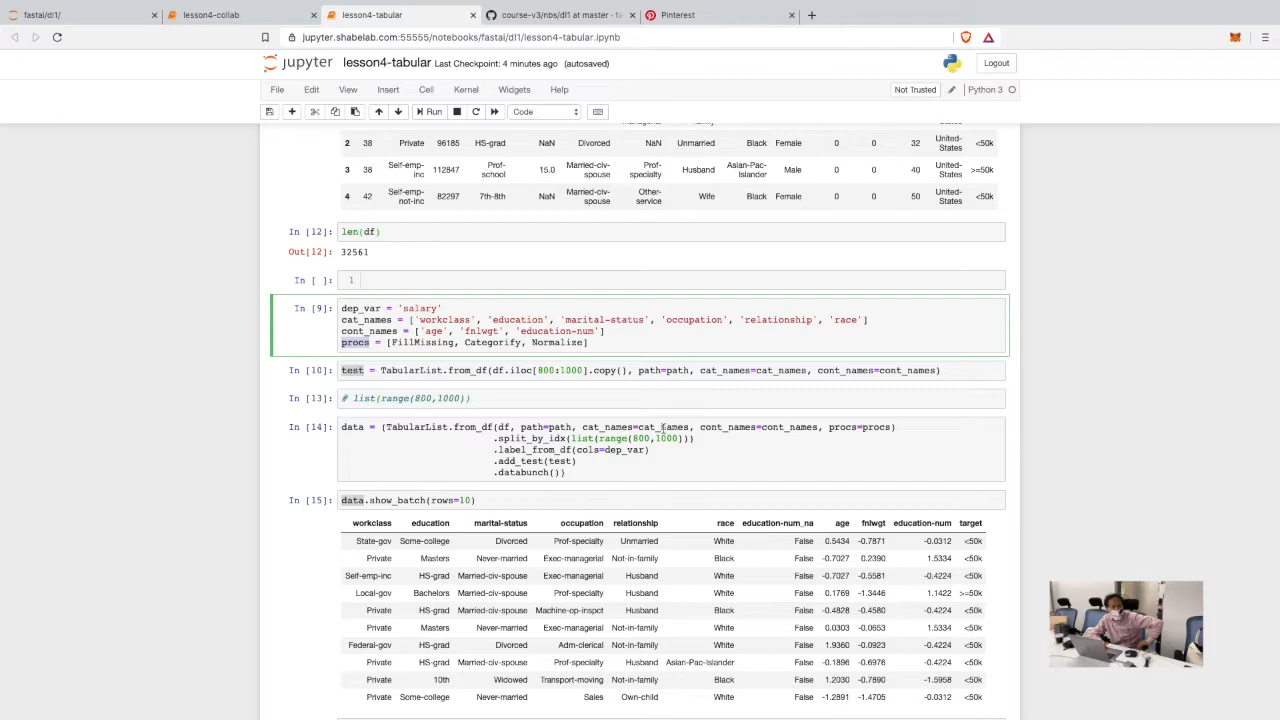 fastai/dl1/ × lesson4-collab × lesson4-tabular × course-v3/nbs/dl1 at master · fa × Pinterest ×
jupyter.shabelab.com:55555/notebooks/fastai/dl1/lesson4-tabular.ipynb
jupyter lesson4-tabular Last Checkpoint: 4 minutes ago (autosaved) Logout
File Edit View Insert Cell Kernel Widgets Help Not Trusted Python 3
Run Code
States
2 38 Private 96185 HS-grad NaN Divorced NaN Unmarried Black Female 0 0 32 United-States <50k
3 38 Self-emp-inc 112847 Prof-school 15.0 Married-civ-spouse Prof-specialty Husband Asian-Pac-Islander Male 0 0 40 United-States >=50k
4 42 Self-emp-not-inc 82297 7th-8th NaN Married-civ-spouse Other-service Wife Black Female 0 0 50 United-States <50k
In [12]: len(df)
Out[12]: 32561
In [ ]: 1
In [9]: dep_var = 'salary'
cat_names = ['workclass', 'education', 'marital-status', 'occupation', 'relationship', 'race']
cont_names = ['age', 'fnlwgt', 'education-num']
procs = [FillMissing, Categorify, Normalize]
In [10]: test = TabularList.from_df(df.iloc[800:1000].copy(), path=path, cat_names=cat_names, cont_names=cont_names)
In [13]: # list(range(800,1000))
In [14]: data = (TabularList.from_df(df, path=path, cat_names=cat_names, cont_names=cont_names, procs=procs)
.split_by_idx(list(range(800,1000)))
.label_from_df(cols=dep_var)
.add_test(test)
.databunch())
In [15]: data.show_batch(rows=10)
workclass education marital-status occupation relationship race education-num_na age fnlwgt education-num target
State-gov Some-college Divorced Prof-specialty Unmarried White False 0.5434 -0.7871 -0.0312 <50k
Private Masters Never-married Exec-managerial Not-in-family Black False -0.7027 0.2390 1.5334 <50k
Self-emp-inc HS-grad Married-civ-spouse Exec-managerial Husband White False -0.7027 -0.5581 -0.4224 <50k
Local-gov Bachelors Married-civ-spouse Prof-specialty Husband White False 0.1769 -1.3446 1.1422 >=50k
Private HS-grad Married-civ-spouse Machine-op-inspct Husband Black False -0.4828 -0.4580 -0.4224 <50k
Private Masters Never-married Exec-managerial Not-in-family White False 0.0303 -0.0653 1.5334 <50k
Federal-gov HS-grad Divorced Adm-clerical Not-in-family White False 1.9360 -0.0923 -0.4224 <50k
Private HS-grad Married-civ-spouse Prof-specialty Husband Asian-Pac-Islander False -0.1896 -0.6976 -0.4224 <50k
Private 10th Widowed Transport-moving Not-in-family Black False 1.2030 -0.7890 -1.5958 <50k
Private Some-college Never-married Sales Own-child White False -1.2891 -1.4705 -0.0312 <50k